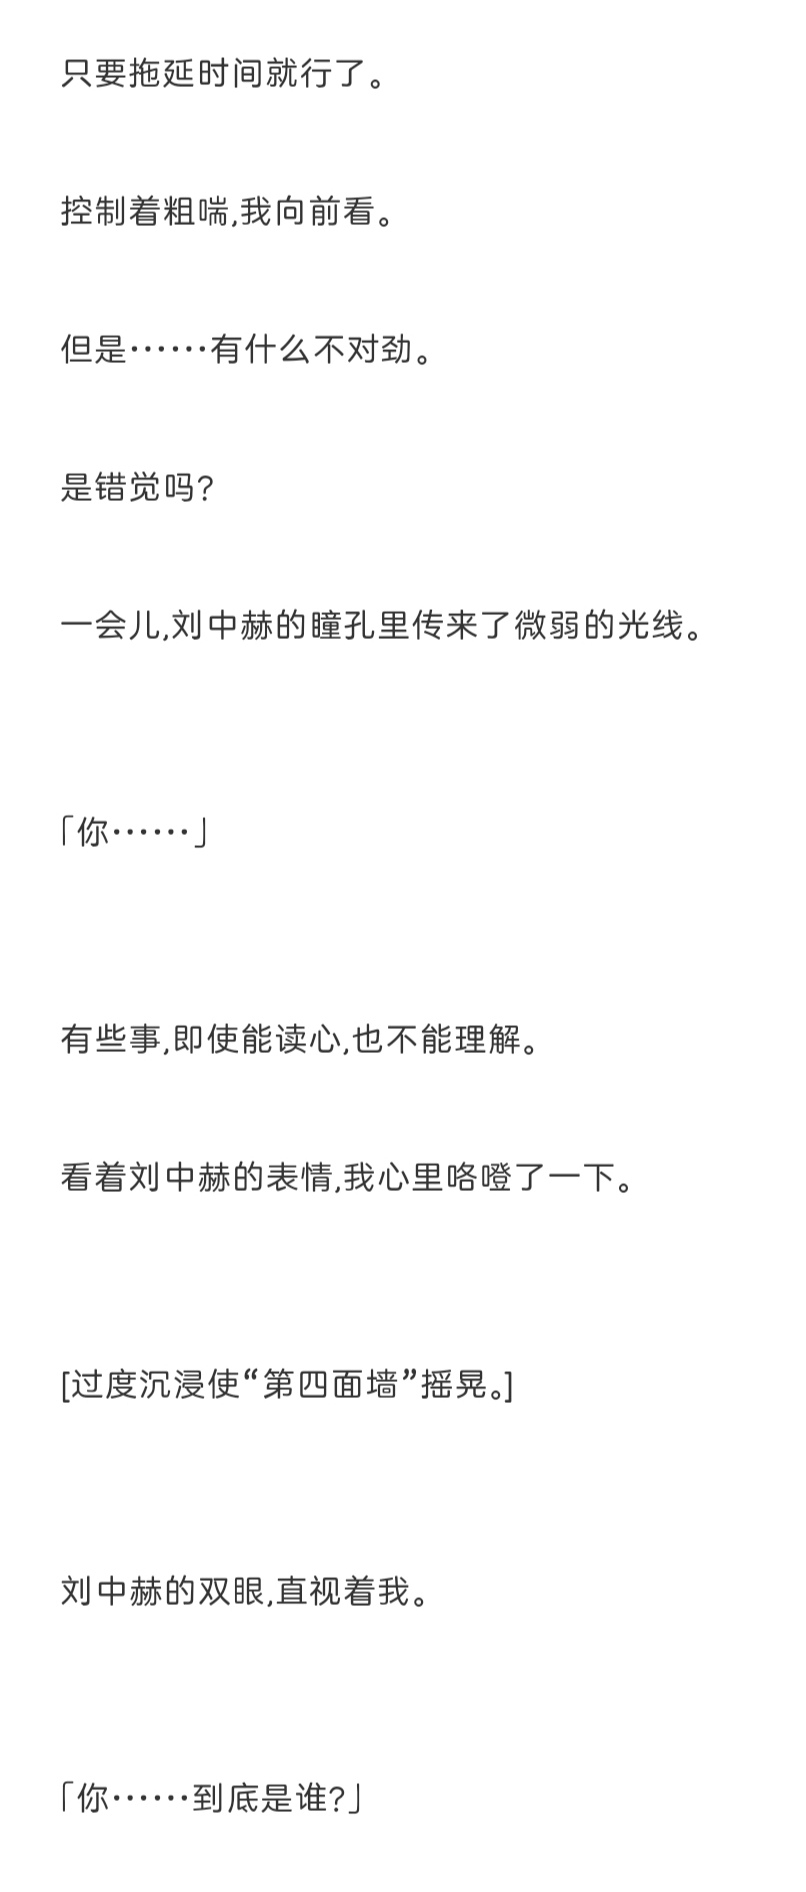 只要拖延时间就行了。
控制着粗喘,我向前看。
但是……有什么不对劲。
是错觉吗?
一会儿,刘中赫的瞳孔里传来了微弱的光线。
「你……」
有些事,即使能读心,也不能理解。
看着刘中赫的表情,我心里咯噔了一下。
[过度沉浸使“第四面墙”摇晃。]
刘中赫的双眼,直视着我。
「你……到底是谁?」